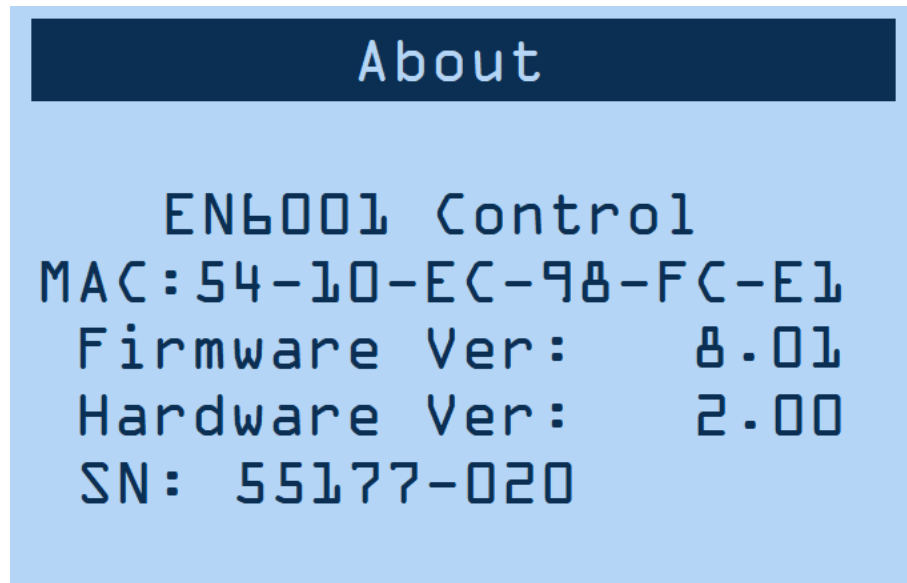 About
EN6001 Control
MAC:54-10-EC-98-FC-E1
Firmware Ver: 8.01
Hardware Ver: 2.00
SN: 55177-020